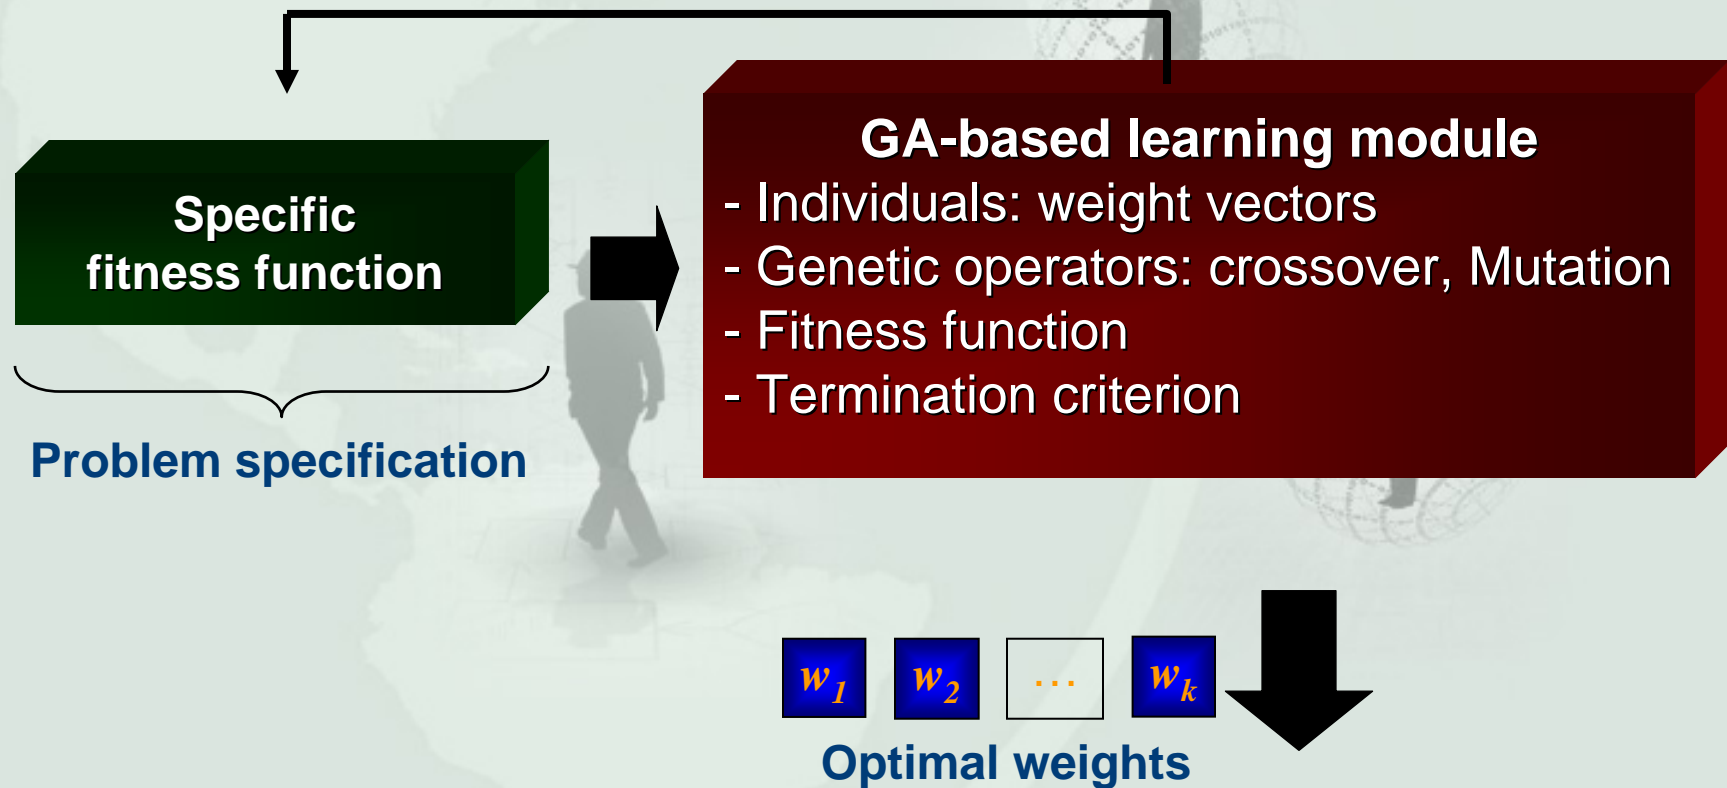 Specific
fitness function
Problem specification
GA-based learning module
- Individuals: weight vectors
- Genetic operators: crossover, Mutation
- Fitness function
- Termination criterion
w1 w2 ... wk
Optimal weights